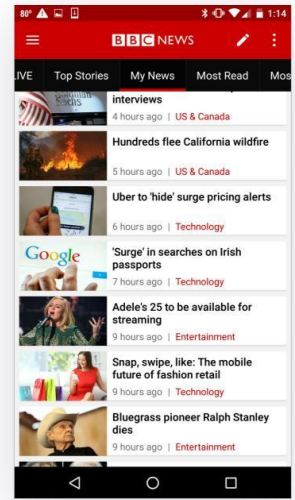 80° 1:14
BBC NEWS
LIVE Top Stories My News Most Read Mos
Goldman
Sachs
interviews
4 hours ago | US & Canada
Hundreds flee California wildfire
5 hours ago | US & Canada
Uber to 'hide' surge pricing alerts
6 hours ago | Technology
Google
'Surge' in searches on Irish
passports
7 hours ago | Technology
Adele's 25 to be available for
streaming
9 hours ago | Entertainment
Snap, swipe, like: The mobile
future of fashion retail
9 hours ago | Technology
Bluegrass pioneer Ralph Stanley
dies
9 hours ago | Entertainment